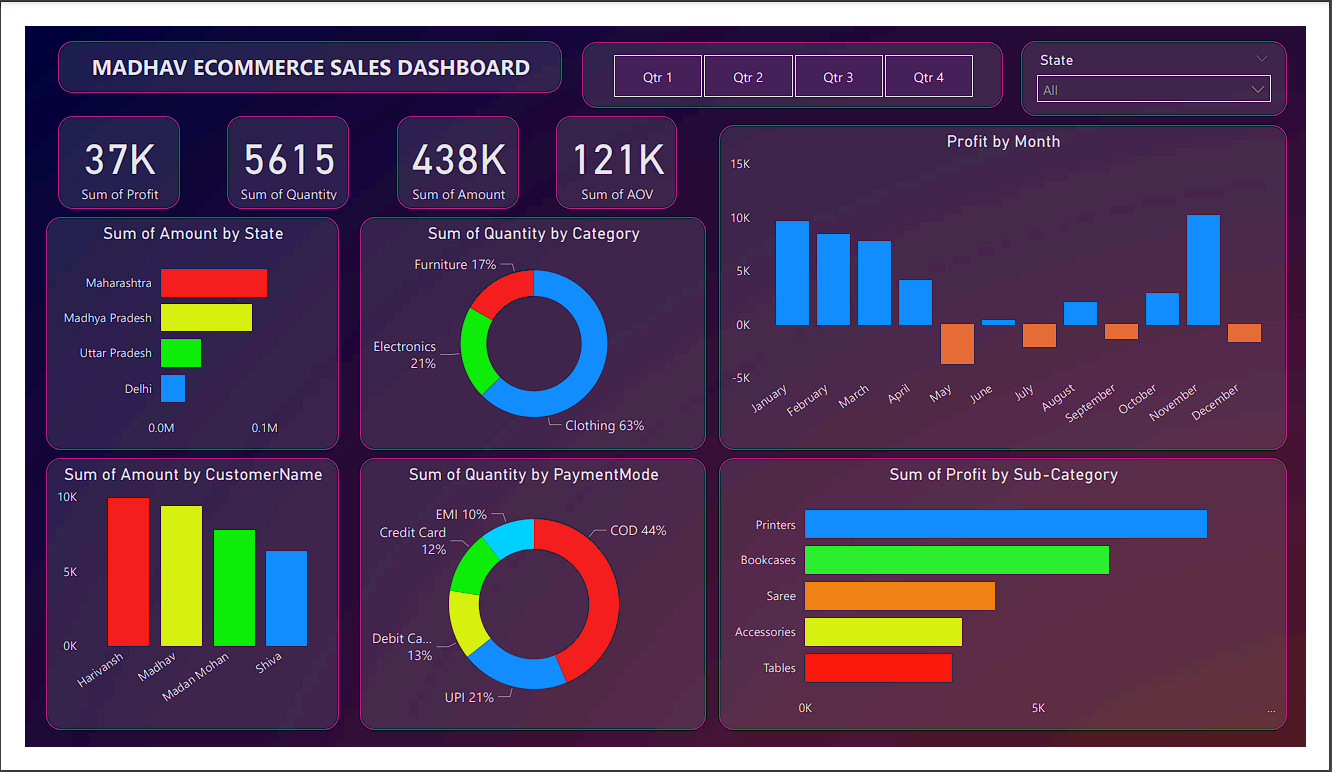 MADHAV ECOMMERCE SALES DASHBOARD
Qtr 1
Qtr 2
Qtr 3
Qtr 4
State
All
37K
Sum of Profit
5615
Sum of Quantity
438K
Sum of Amount
121K
Sum of AOV
Profit by Month
15K
10K
5K
0K
-5K
January
February
March
April
May
June
July
August
September
October
November
December
Sum of Amount by State
Maharashtra
Madhya Pradesh
Uttar Pradesh
Delhi
0.0M
0.1M
Sum of Quantity by Category
Furniture 17%
Electronics
21%
Clothing 63%
Sum of Amount by CustomerName
10K
5K
0K
Harivansh
Madhav
Madan Mohan
Shiva
Sum of Quantity by PaymentMode
EMI 10%
Credit Card
12%
COD 44%
Debit Ca...
13%
UPI 21%
Sum of Profit by Sub-Category
Printers
Bookcases
Saree
Accessories
Tables
0K
5K
...